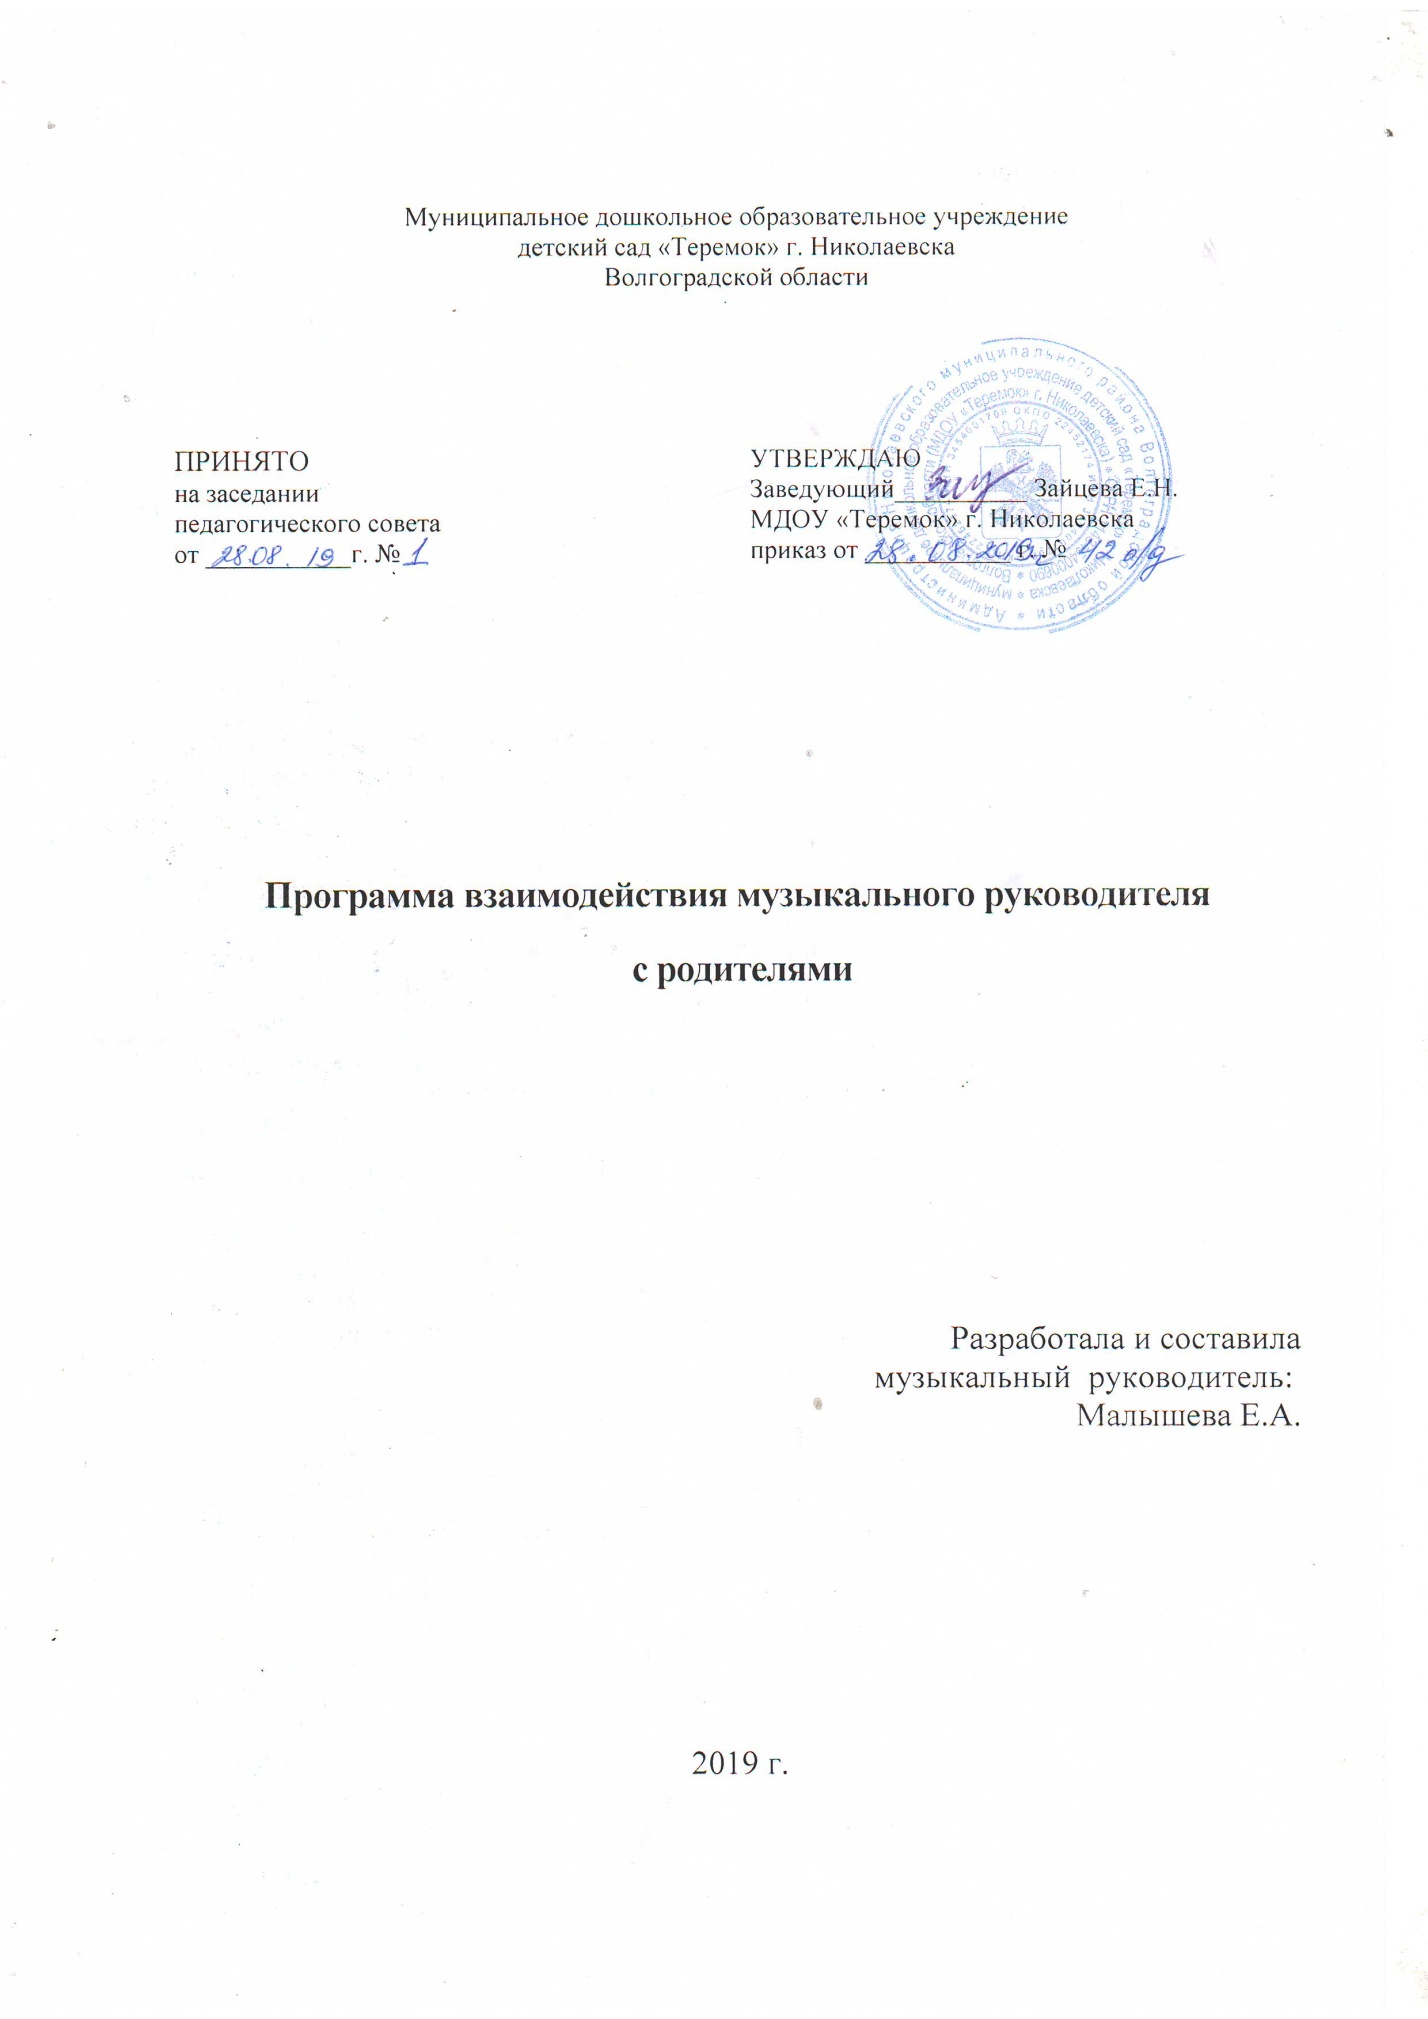 Муниципальное дошкольное образовательное учреждение
детский сад «Теремок» г. Николаевска
Волгоградской области
ПРИНЯТО
на заседании
педагогического совета
от 28.08. 19 г. № 1
УТВЕРЖДАЮ
Заведующий Зайцева Е.Н.
МДОУ «Теремок» г. Николаевска
приказ от 28. 08. 2019г. № 42 о/д
Программа взаимодействия музыкального руководителя
с родителями
Разработала и составила
музыкальный руководитель:
Малышева Е.А.
2019 г.